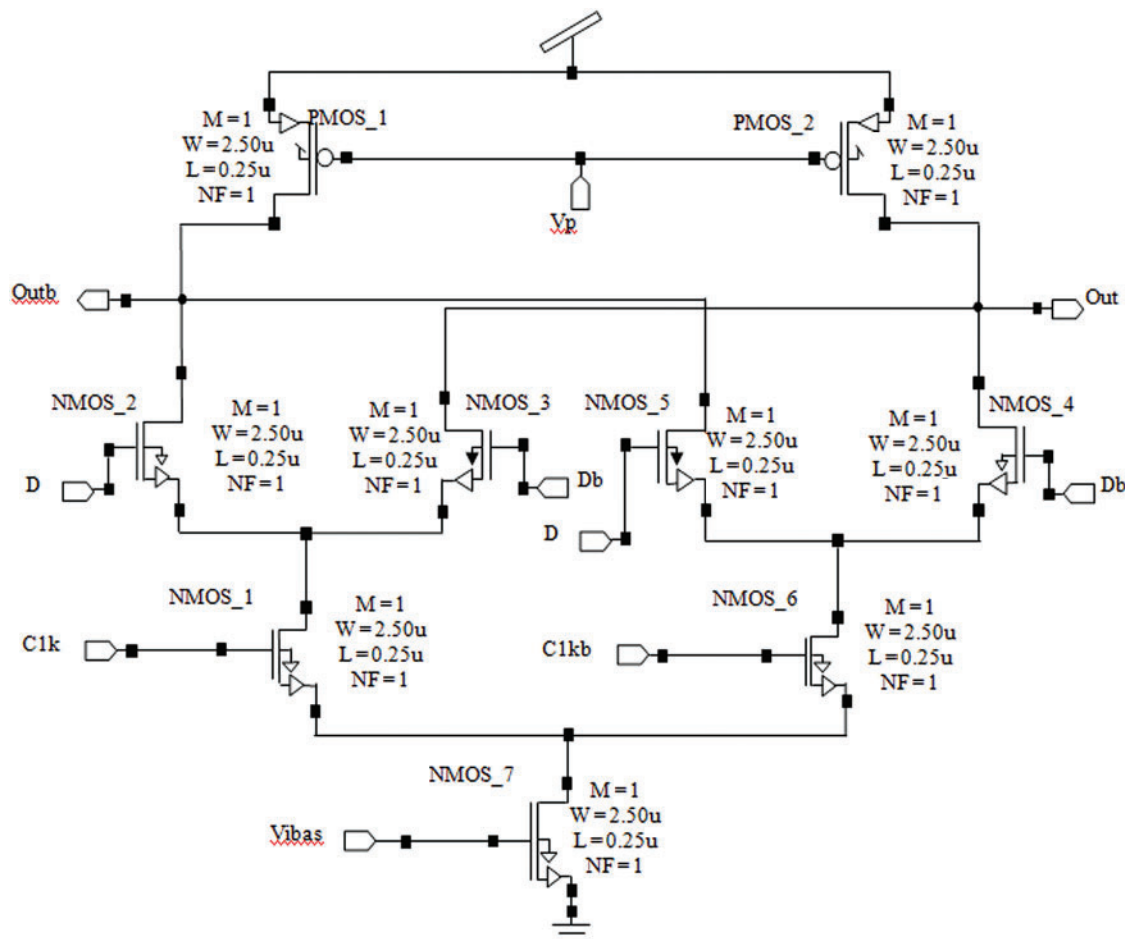 PMOS_1
M=1
W=2.50u
L=0.25u
NF=1
PMOS_2
M=1
W=2.50u
L=0.25u
NF=1
Vp
Outb
Out
NMOS_2
M=1
W=2.50u
L=0.25u
NF=1
D
NMOS_3
M=1
W=2.50u
L=0.25u
NF=1
Db
NMOS_5
M=1
W=2.50u
L=0.25u
NF=1
D
NMOS_4
M=1
W=2.50u
L=0.25u
NF=1
Db
NMOS_1
M=1
W=2.50u
L=0.25u
NF=1
C1k
NMOS_6
M=1
W=2.50u
L=0.25u
NF=1
C1kb
NMOS_7
M=1
W=2.50u
L=0.25u
NF=1
Vibas